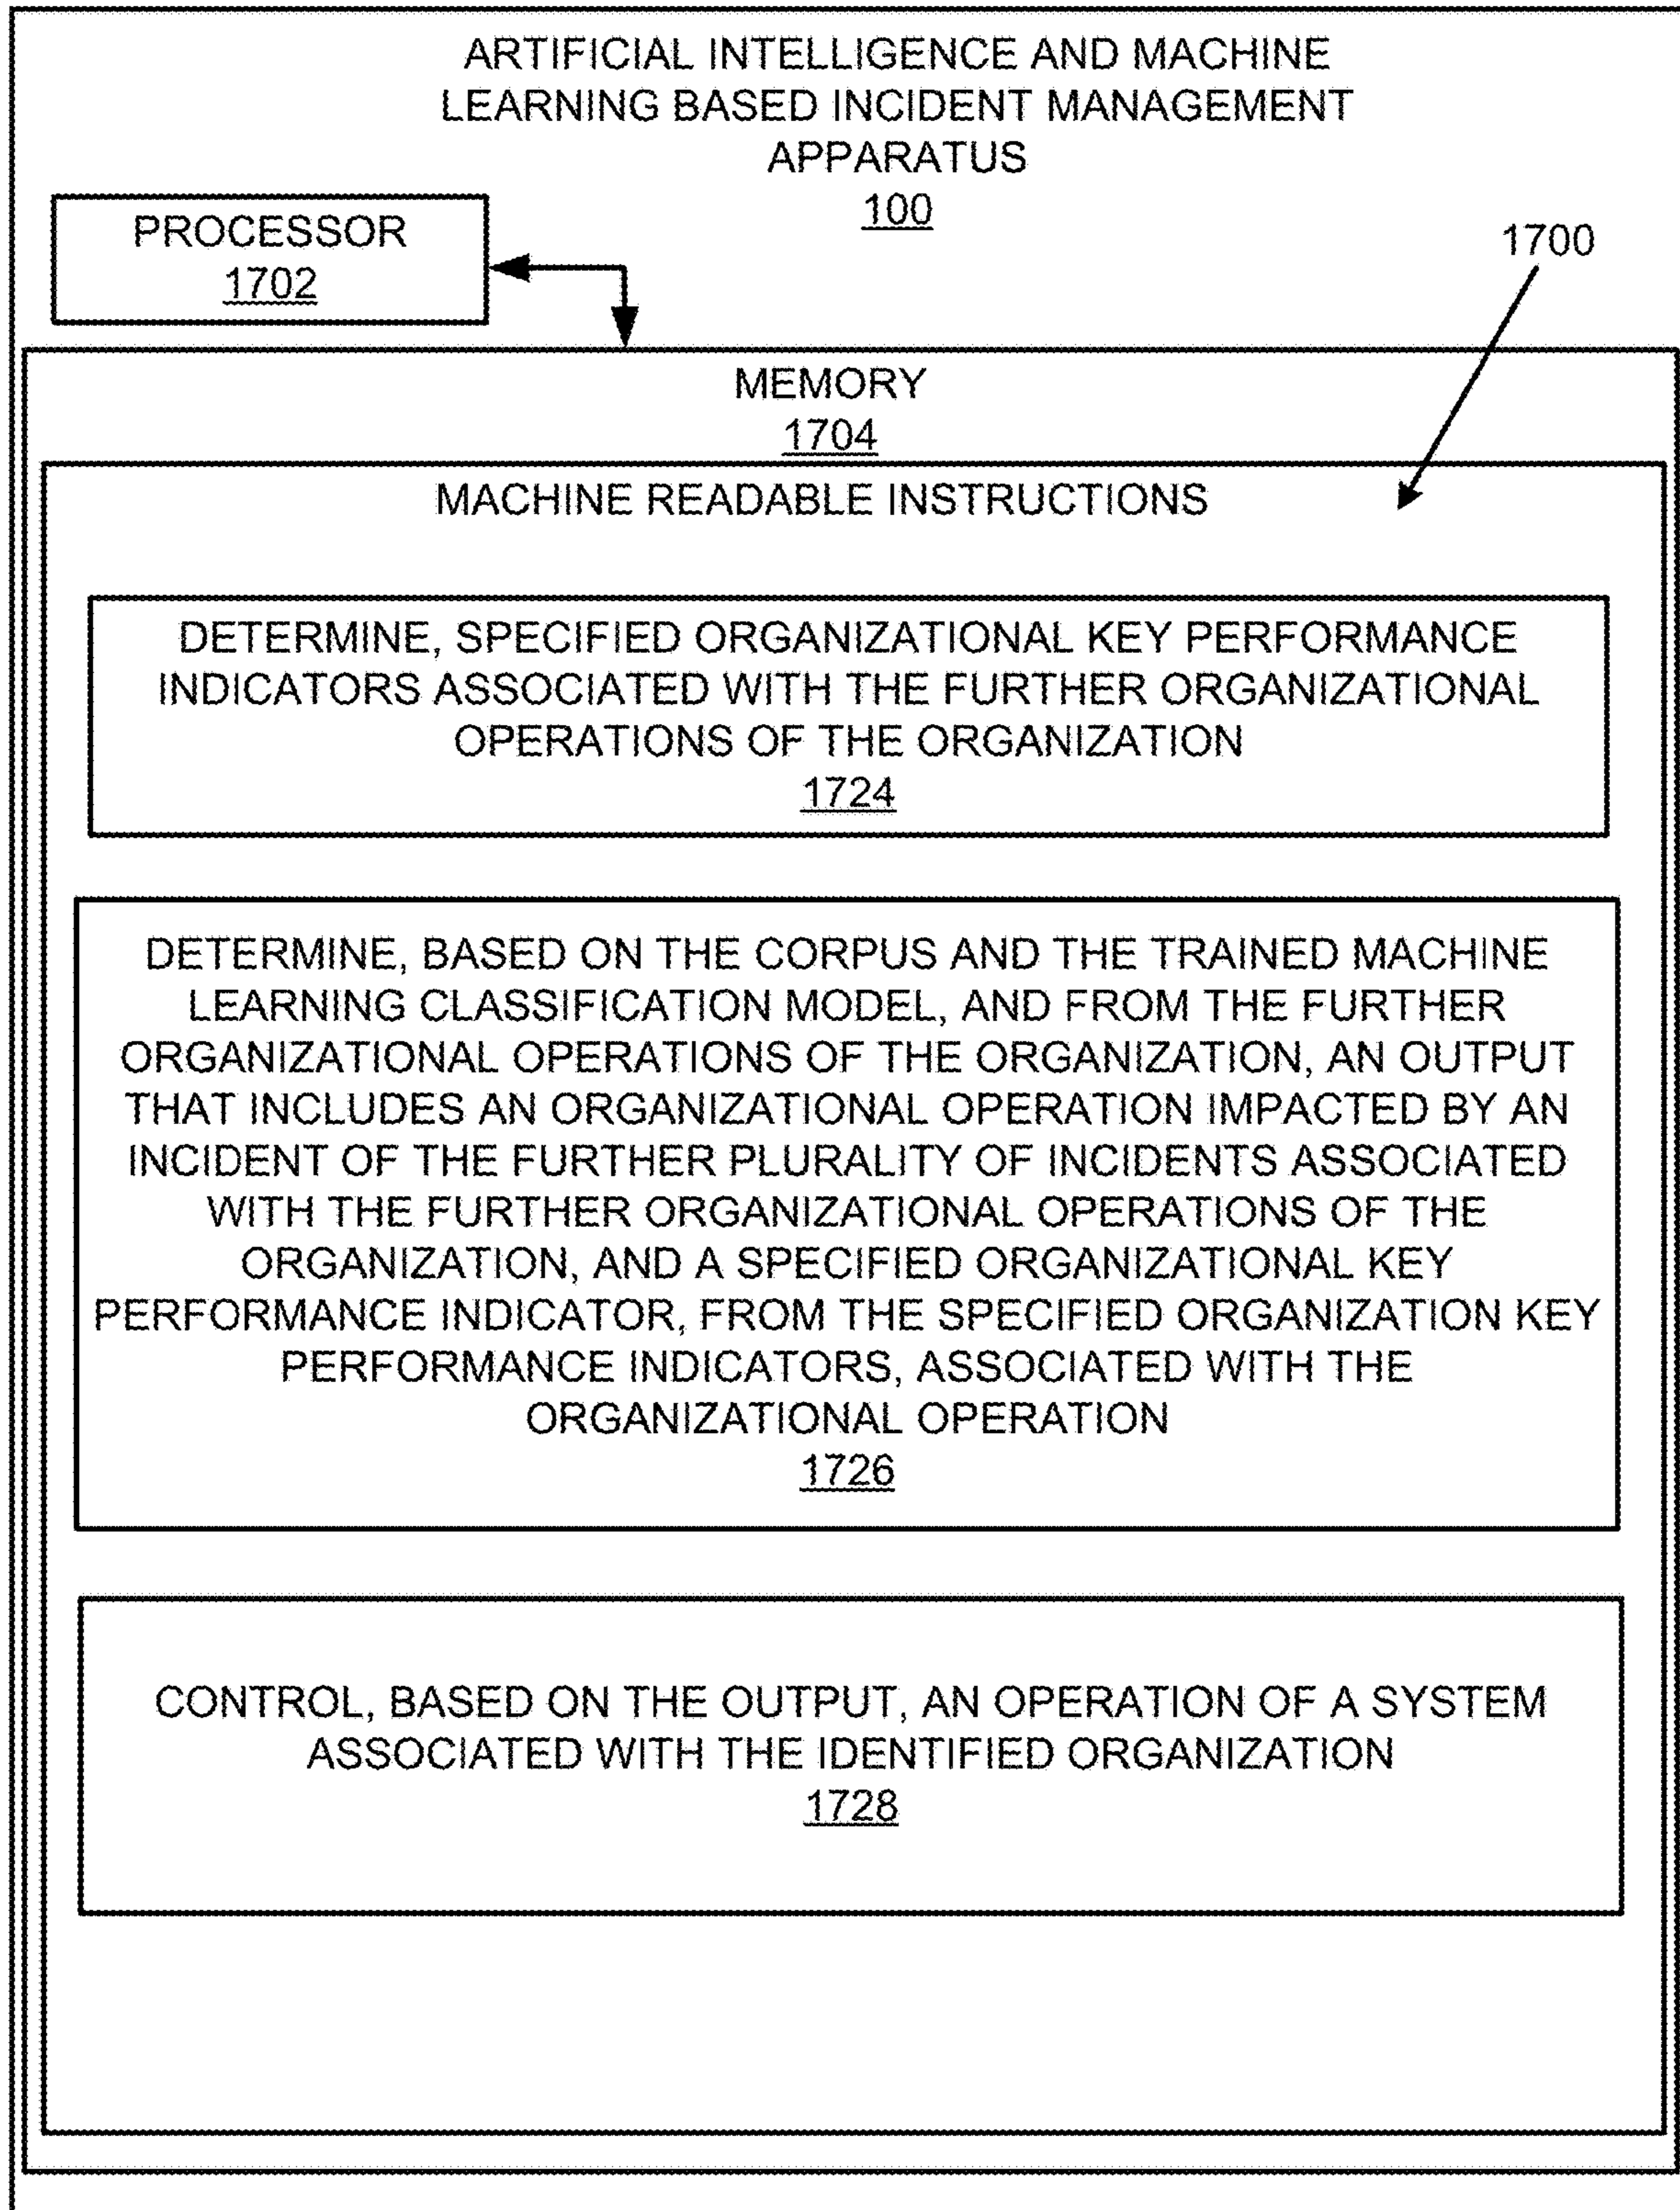 ARTIFICIAL INTELLIGENCE AND MACHINE
LEARNING BASED INCIDENT MANAGEMENT
APPARATUS
100
PROCESSOR
1702
1700
MEMORY
1704
MACHINE READABLE INSTRUCTIONS
DETERMINE, SPECIFIED ORGANIZATIONAL KEY PERFORMANCE
INDICATORS ASSOCIATED WITH THE FURTHER ORGANIZATIONAL
OPERATIONS OF THE ORGANIZATION
1724
DETERMINE, BASED ON THE CORPUS AND THE TRAINED MACHINE
LEARNING CLASSIFICATION MODEL, AND FROM THE FURTHER
ORGANIZATIONAL OPERATIONS OF THE ORGANIZATION, AN OUTPUT
THAT INCLUDES AN ORGANIZATIONAL OPERATION IMPACTED BY AN
INCIDENT OF THE FURTHER PLURALITY OF INCIDENTS ASSOCIATED
WITH THE FURTHER ORGANIZATIONAL OPERATIONS OF THE
ORGANIZATION, AND A SPECIFIED ORGANIZATIONAL KEY
PERFORMANCE INDICATOR, FROM THE SPECIFIED ORGANIZATION KEY
PERFORMANCE INDICATORS, ASSOCIATED WITH THE
ORGANIZATIONAL OPERATION
1726
CONTROL, BASED ON THE OUTPUT, AN OPERATION OF A SYSTEM
ASSOCIATED WITH THE IDENTIFIED ORGANIZATION
1728